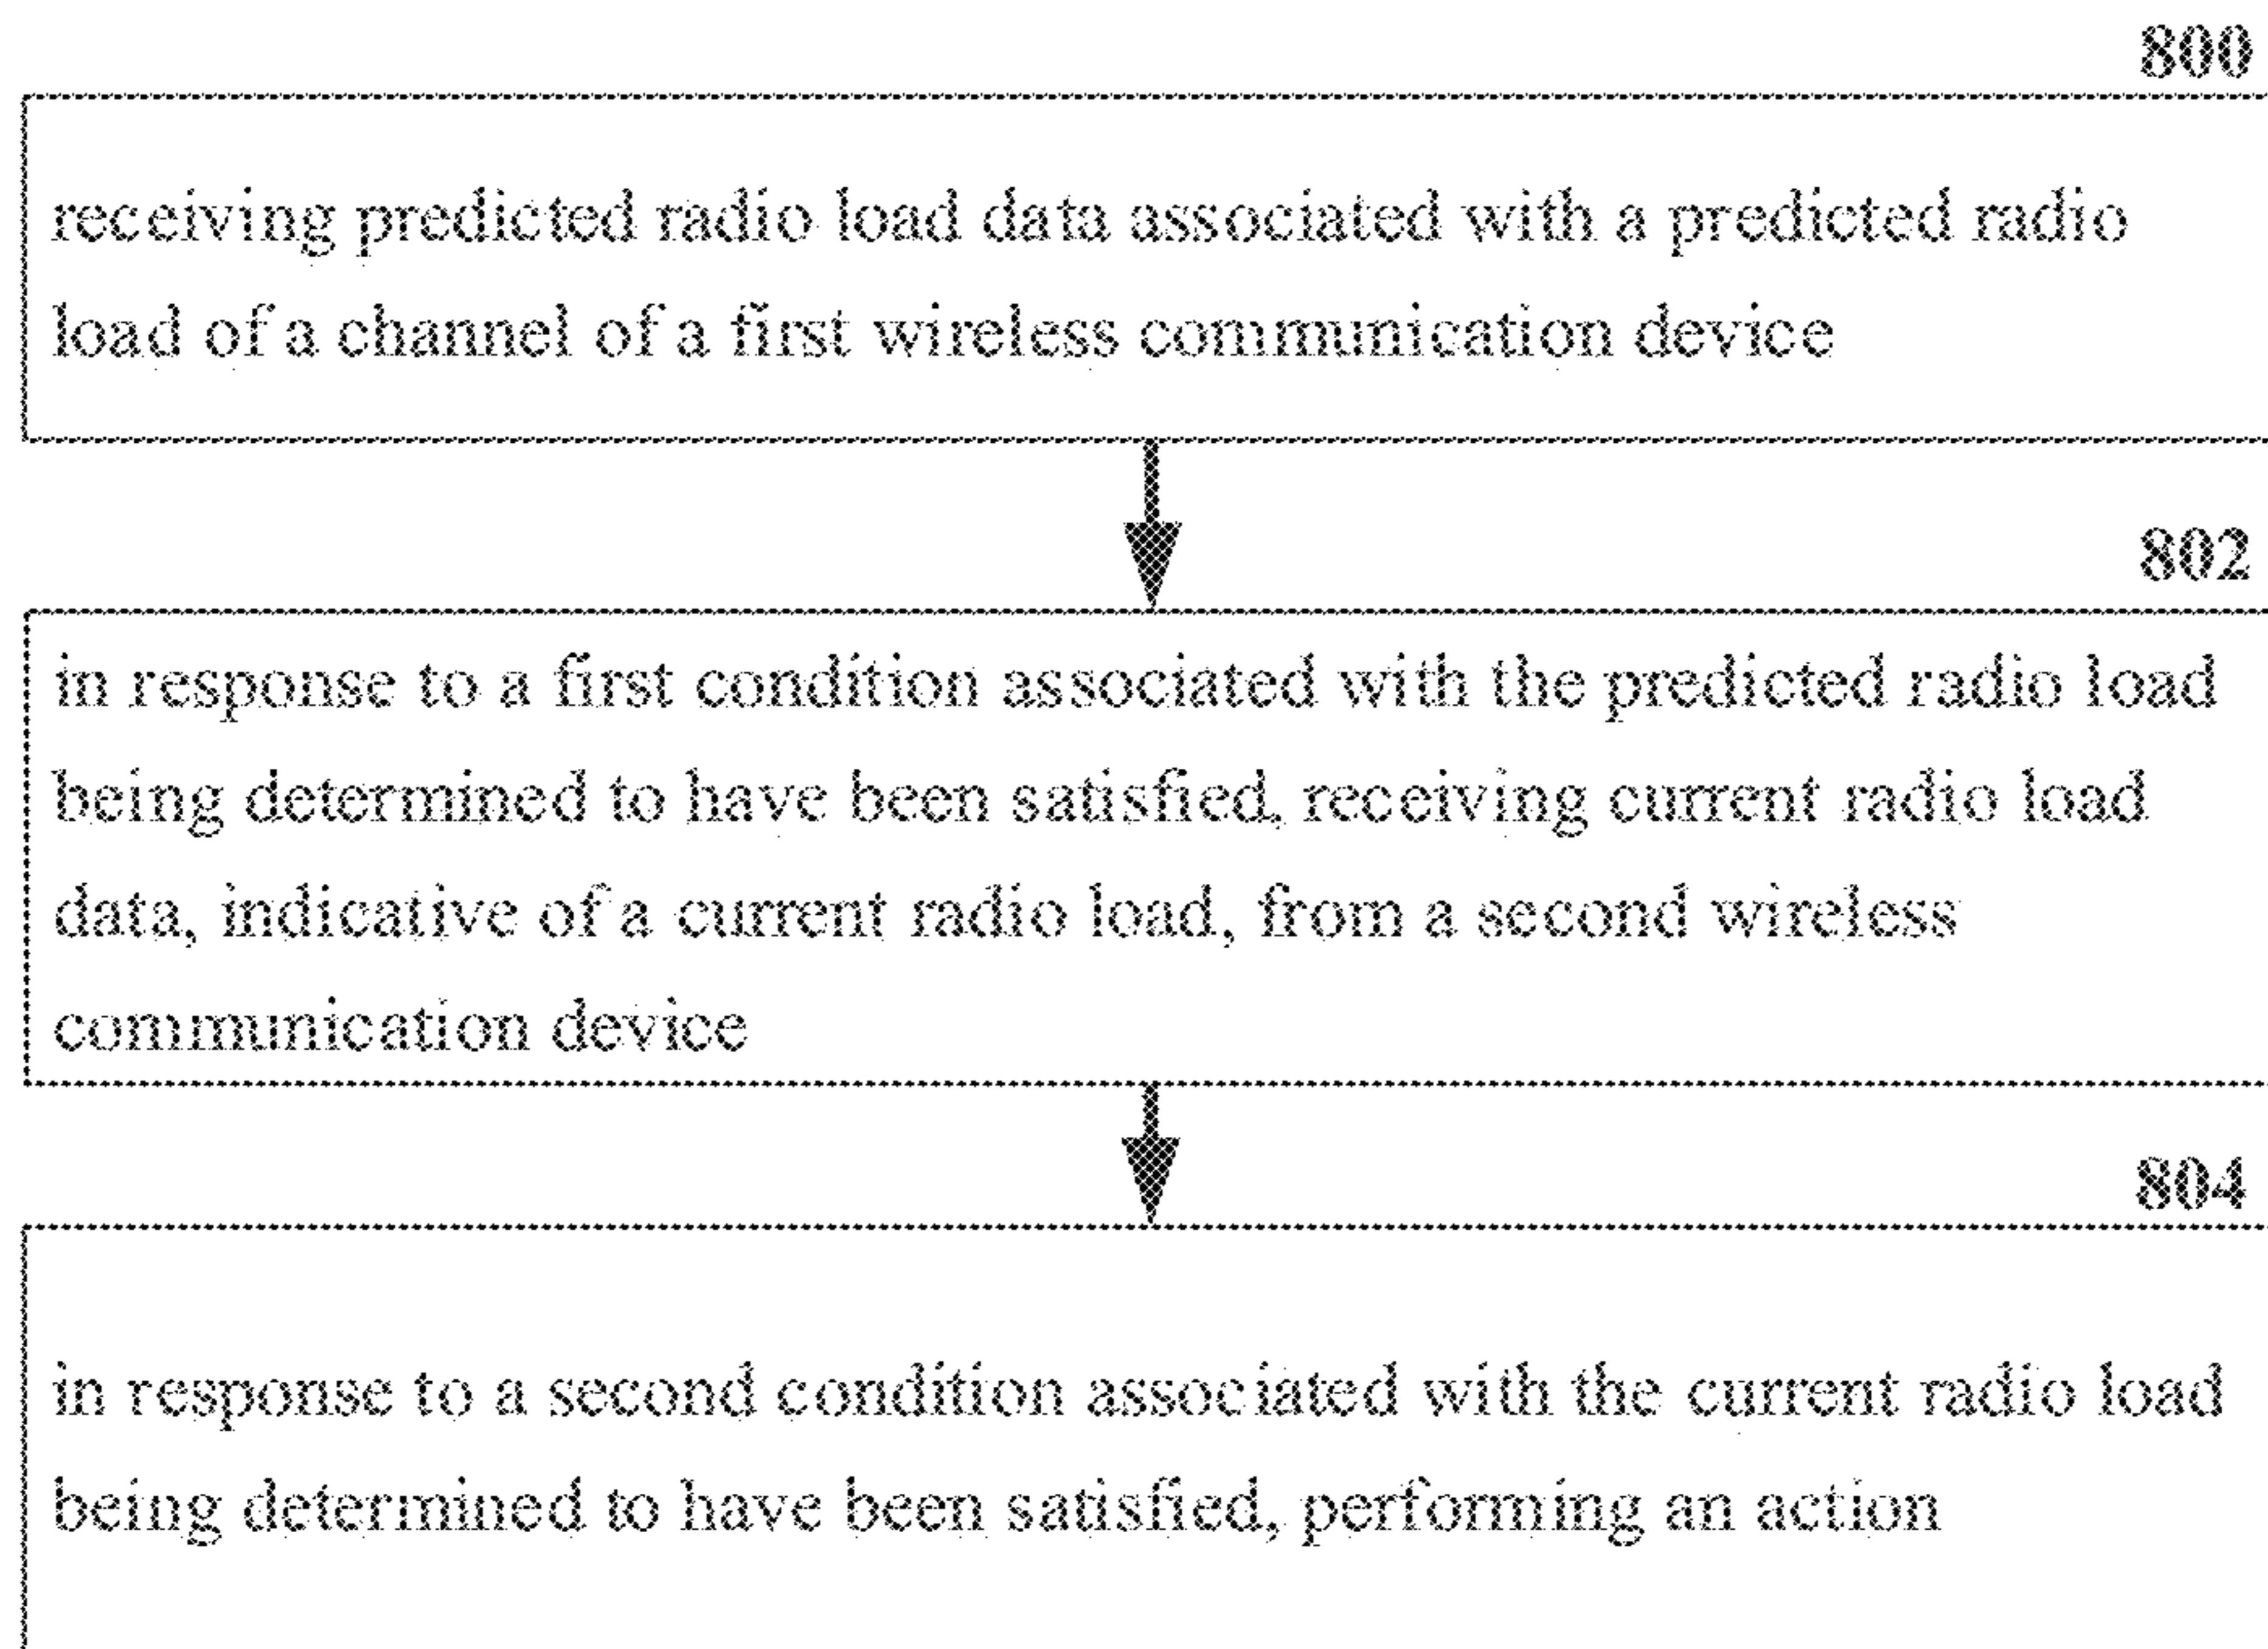 800
receiving predicted radio load data associated with a predicted radio
load of a channel of a first wireless communication device
802
in response to a first condition associated with the predicted radio load
being determined to have been satisfied, receiving current radio load
data, indicative of a current radio load, from a second wireless
communication device
804
in response to a second condition associated with the current radio load
being determined to have been satisfied, performing an action